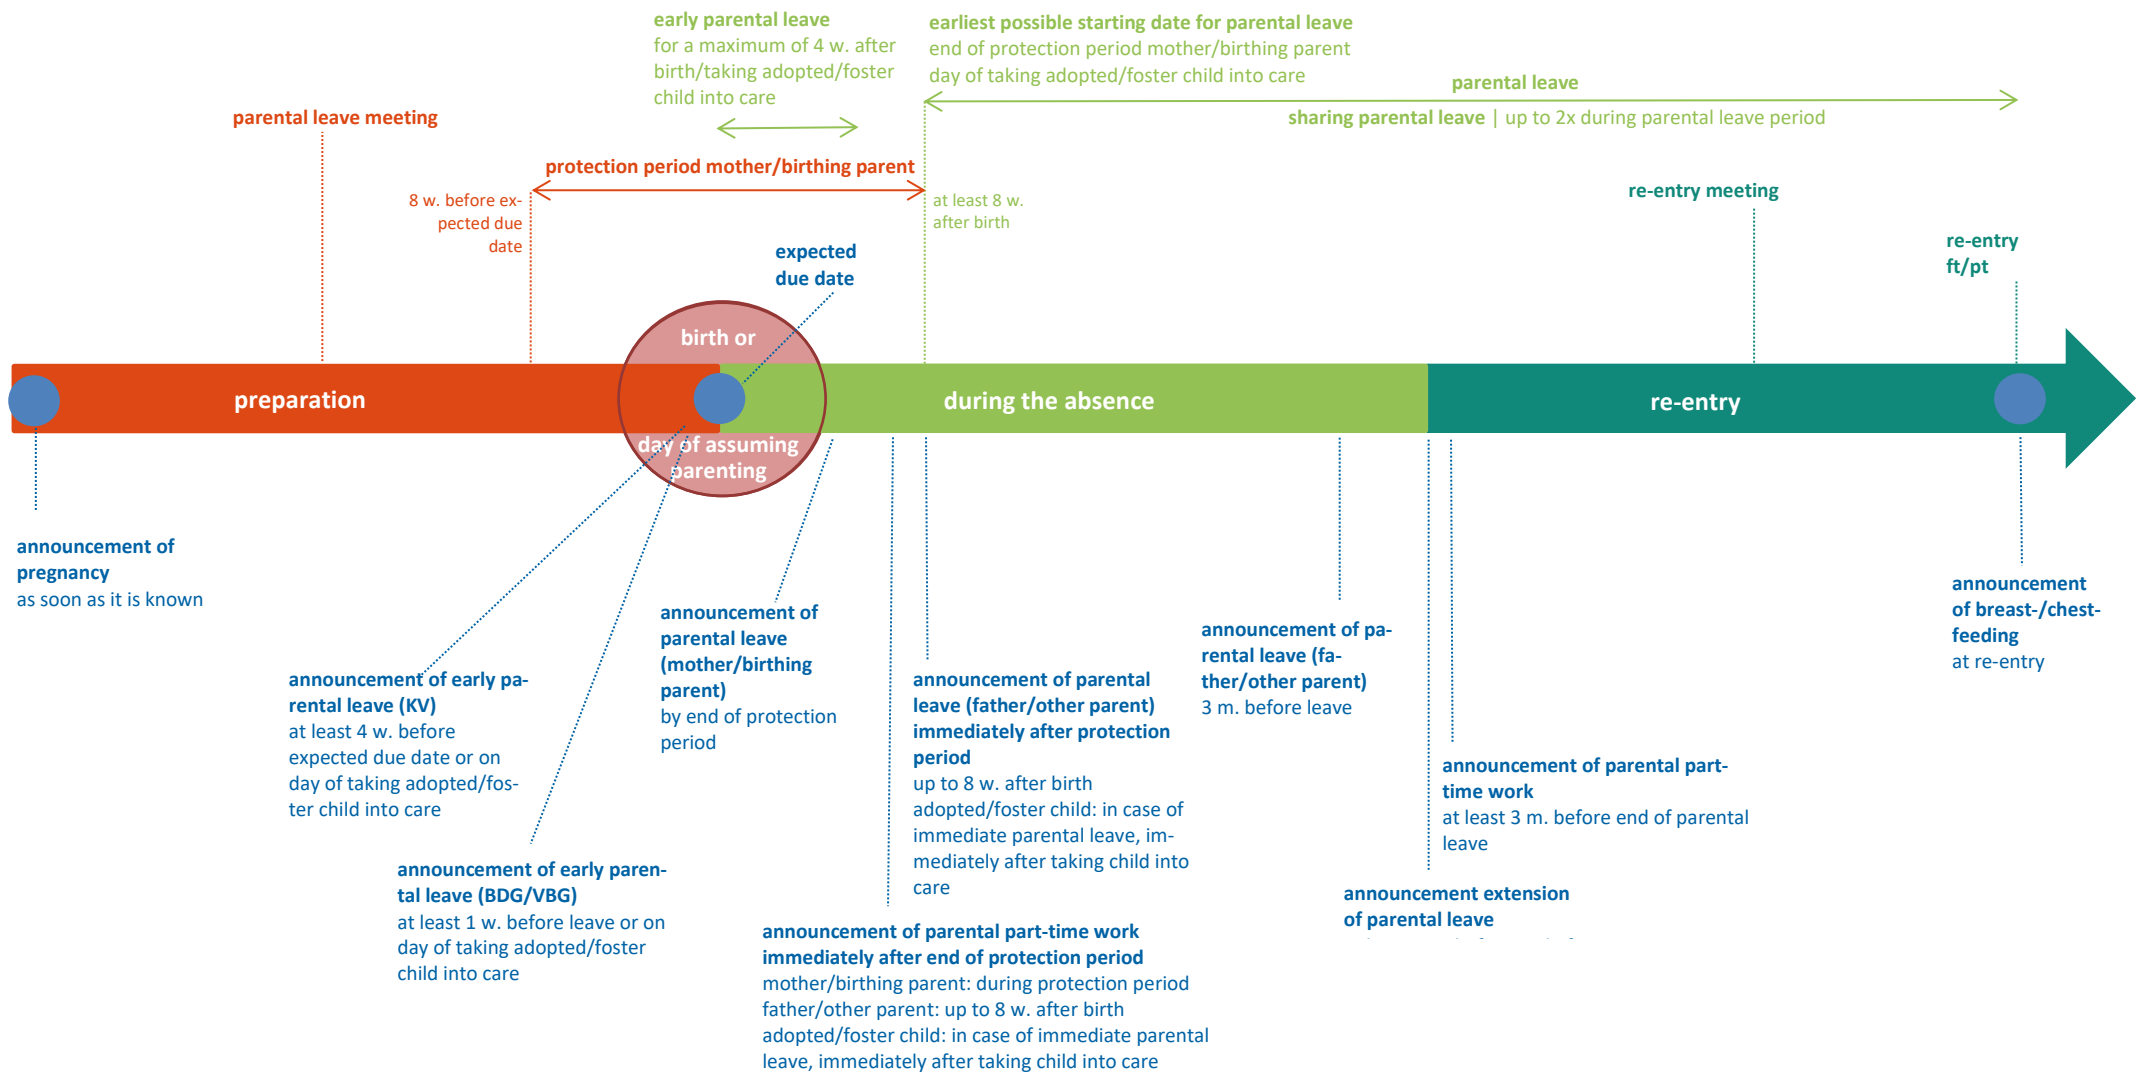 early parental leave
for a maximum of 4 w. after
birth/taking adopted/foster
child into care
earliest possible starting date for parental leave
end of protection period mother/birthing parent
day of taking adopted/foster child into care
parental leave
sharing parental leave | up to 2x during parental leave period
parental leave meeting
protection period mother/birthing parent
8 w. before ex-
pected due
date
at least 8 w.
after birth
re-entry meeting
re-entry
ft/pt
expected
due date
birth or
day of assuming
parenting
preparation
during the absence
re-entry
announcement of
pregnancy
as soon as it is known
announcement of early pa-
rental leave (KV)
at least 4 w. before
expected due date or on
day of taking adopted/fos-
ter child into care
announcement of early paren-
tal leave (BDG/VBG)
at least 1 w. before leave or on
day of taking adopted/foster
child into care
announcement of
parental leave
(mother/birthing
parent)
by end of protection
period
announcement of parental
leave (father/other parent)
immediately after protection
period
up to 8 w. after birth
adopted/foster child: in case of
immediate parental leave, im-
mediately after taking child into
care
announcement of parental part-time work
immediately after end of protection period
mother/birthing parent: during protection period
father/other parent: up to 8 w. after birth
adopted/foster child: in case of immediate parental
leave, immediately after taking child into care
announcement of pa-
rental leave (fa-
ther/other parent)
3 m. before leave
announcement of parental part-
time work
at least 3 m. before end of parental
leave
announcement extension
of parental leave
announcement
of breast-/chest-
feeding
at re-entry